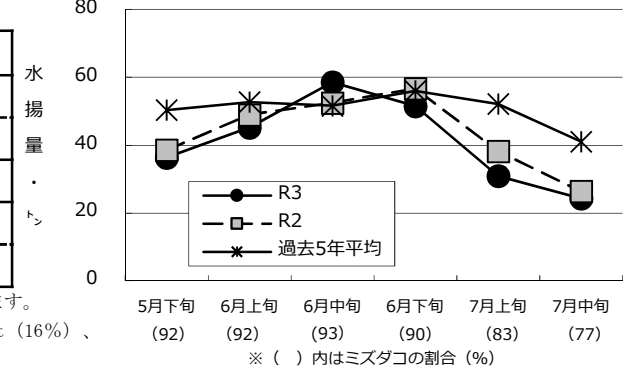 水揚量・㌧
80
60
40
20
0
R3
R2
過去5年平均
5月下旬 6月上旬 6月中旬 6月下旬 7月上旬 7月中旬
(92) (92) (93) (90) (83) (77)
※（ ）内はミズダコの割合（%）
す。
（16%）、